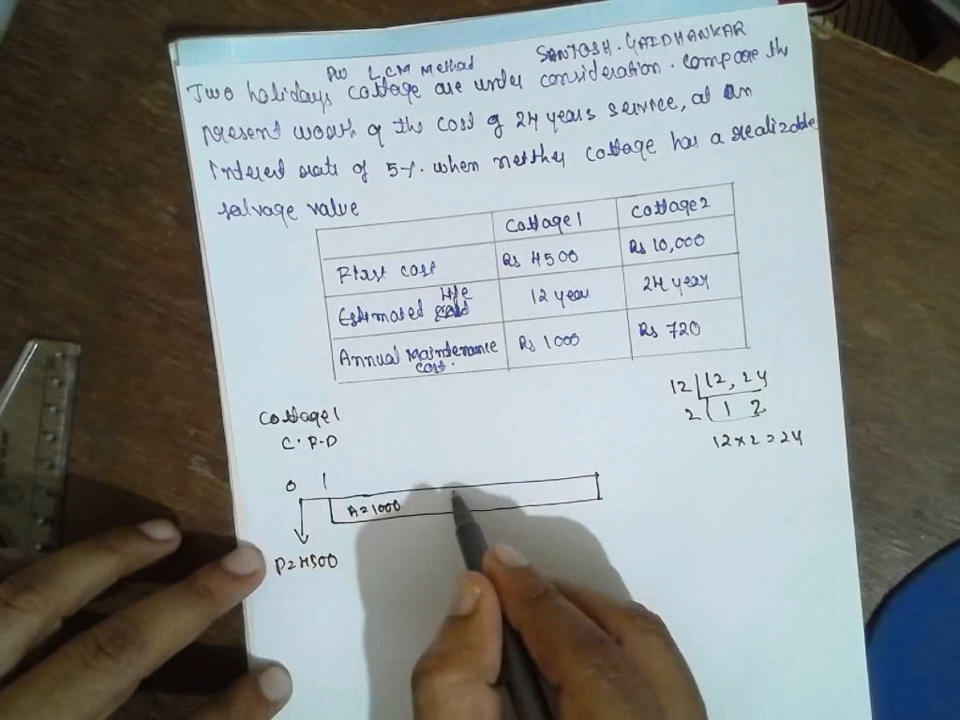 PW LCM Method SANTOSH. GAIDHANKAR
Two holidays cottage are under consideration. compare the
present worth of the cost of 24 years service, at an
interest rate of 5%. when neither cottage has a realizable
salvage value
Cottage 1 Cottage 2
First cost Rs 4500 Rs 10,000
Estimated life 12 year 24 year
Annual Maintenance cost. Rs 1000 Rs 720
12 | 12, 24
2 | 1 2
12 × 2 = 24
Cottage 1
C.P.D
0 1
A=1000
P=4500